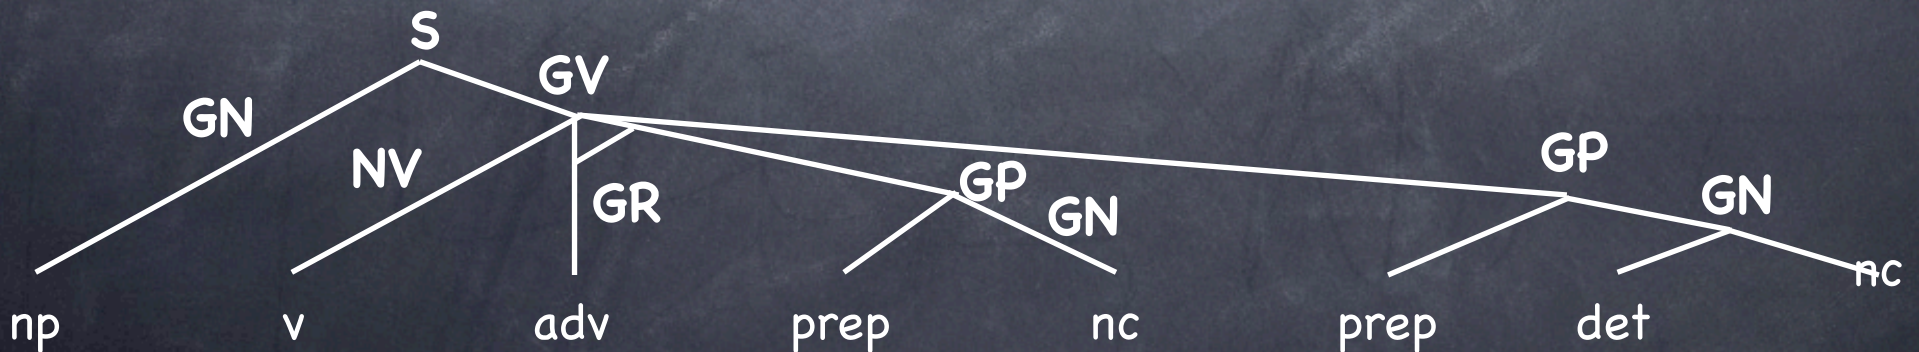 S
GV
GN
GP
NV
GP
GN
GR
GN
nc
np v adv prep nc prep det